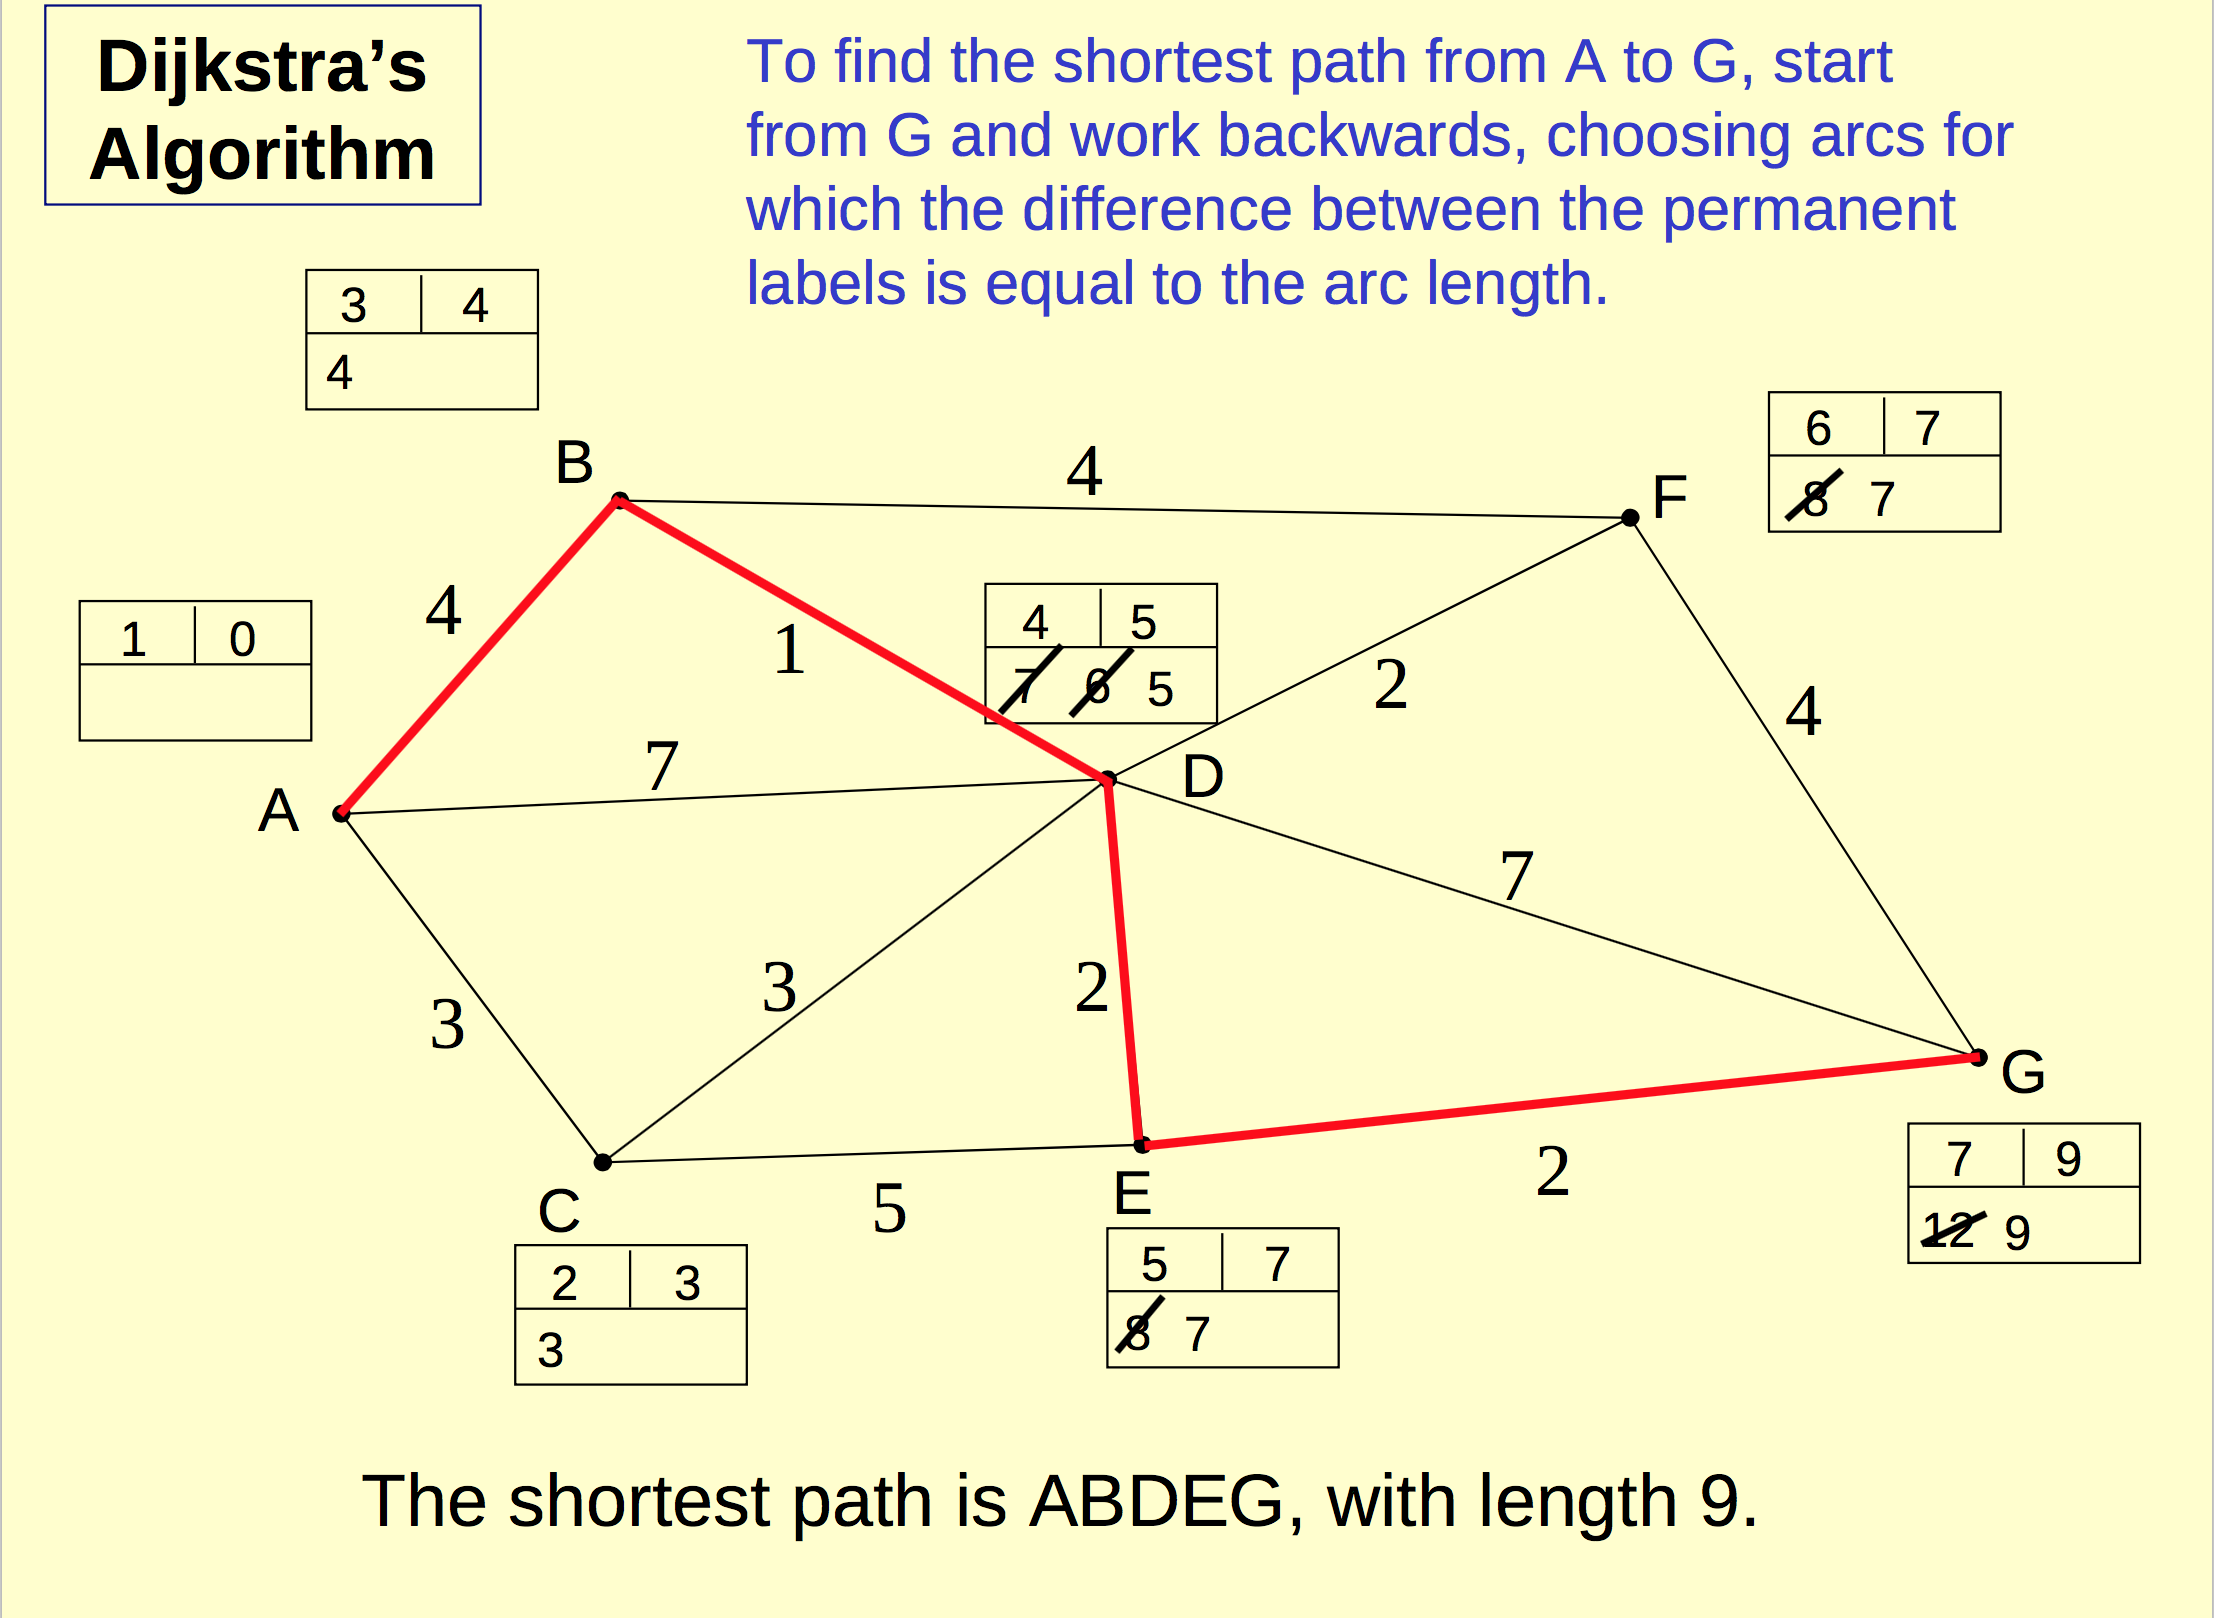 Dijkstra’s
Algorithm
To find the shortest path from A to G, start
from G and work backwards, choosing arcs for
which the difference between the permanent
labels is equal to the arc length.
3 4
4
6 7
8 7
B
4
F
4
1 0
4 5
7 6 5
1
2
4
7
D
A
7
3
3
2
G
C
5
E
2
7 9
12 9
2 3
3
5 7
8 7
The shortest path is ABDEG, with length 9.